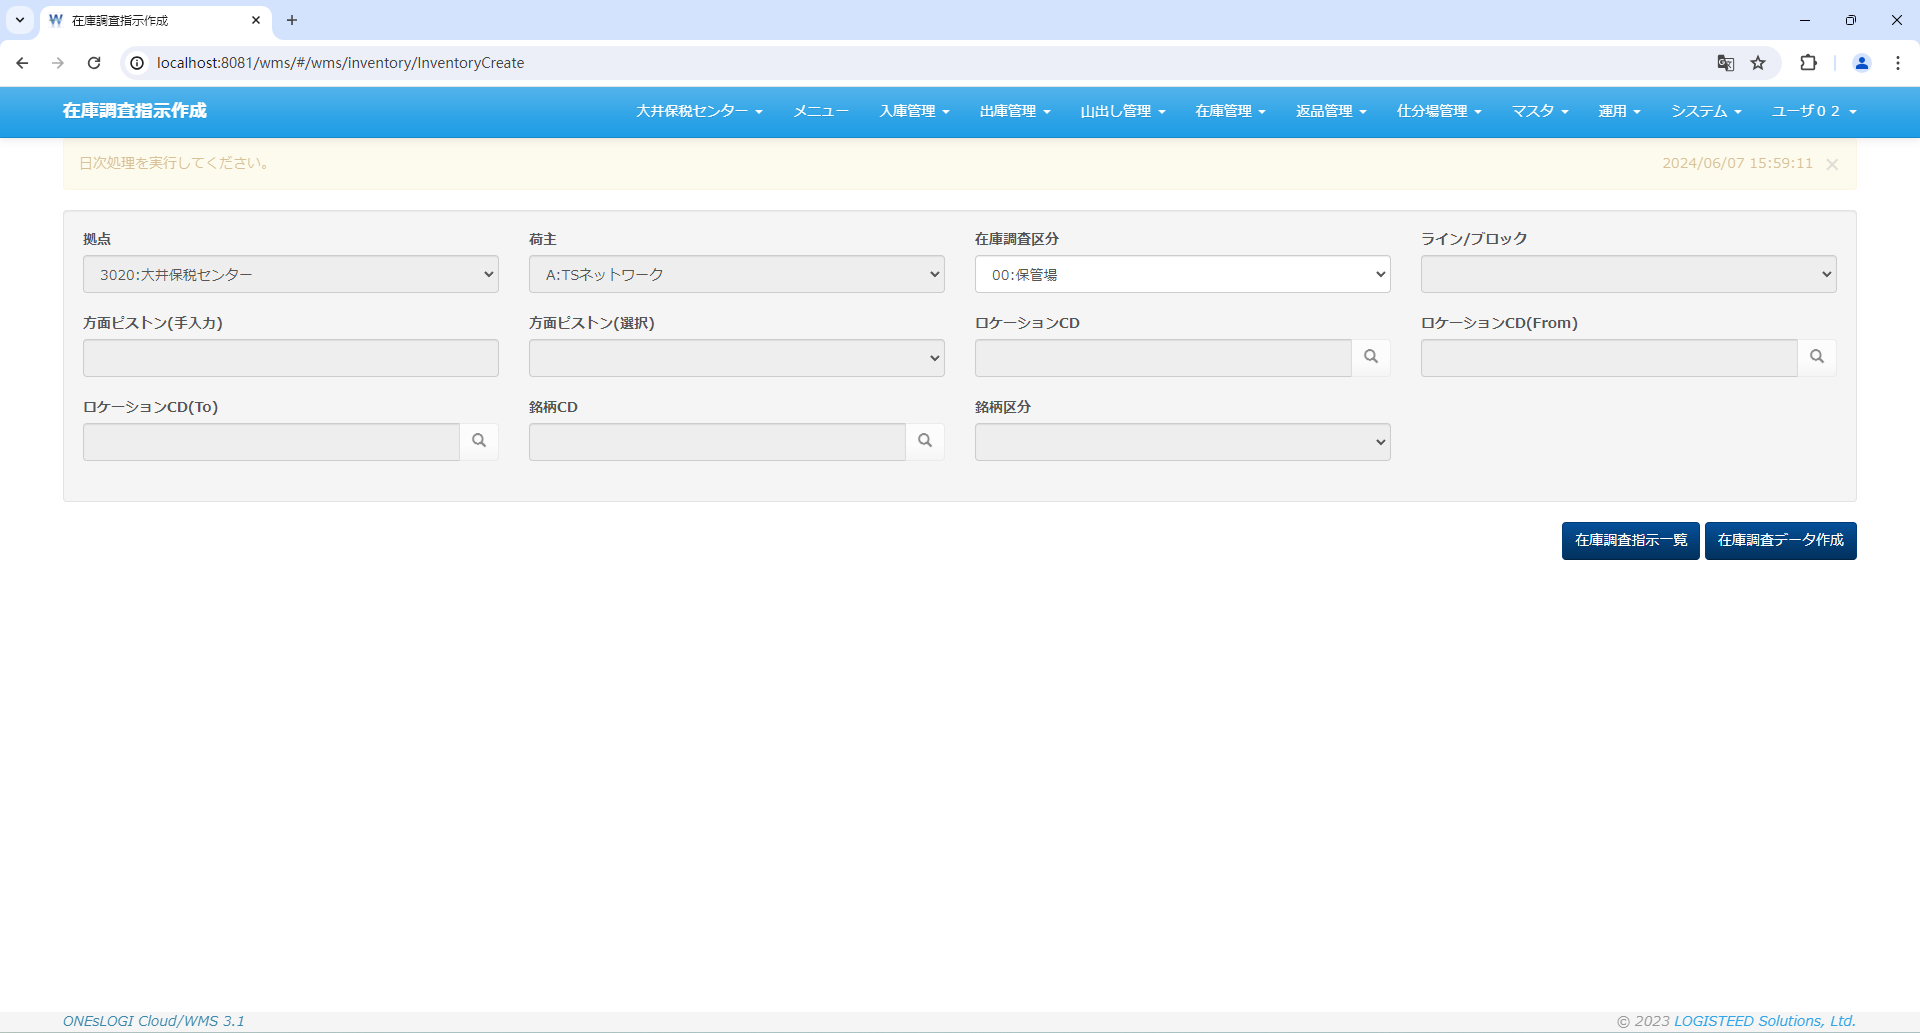 在庫調査指示作成
localhost:8081/wms/#/wms/inventory/InventoryCreate
在庫調査指示作成 大井保税センター メニュー 入庫管理 出庫管理 山出し管理 在庫管理 返品管理 仕分場管理 マスタ 運用 システム ユーザ０２
日次処理を実行してください。 2024/06/07 15:59:11
拠点 荷主 在庫調査区分 ライン/ブロック
3020:大井保税センター A:TSネットワーク 00:保管場
方面ピストン(手入力) 方面ピストン(選択) ロケーションCD ロケーションCD(From)
ロケーションCD(To) 銘柄CD 銘柄区分
在庫調査指示一覧 在庫調査データ作成
ONEsLOGI Cloud/WMS 3.1 © 2023 LOGISTEED Solutions, Ltd.